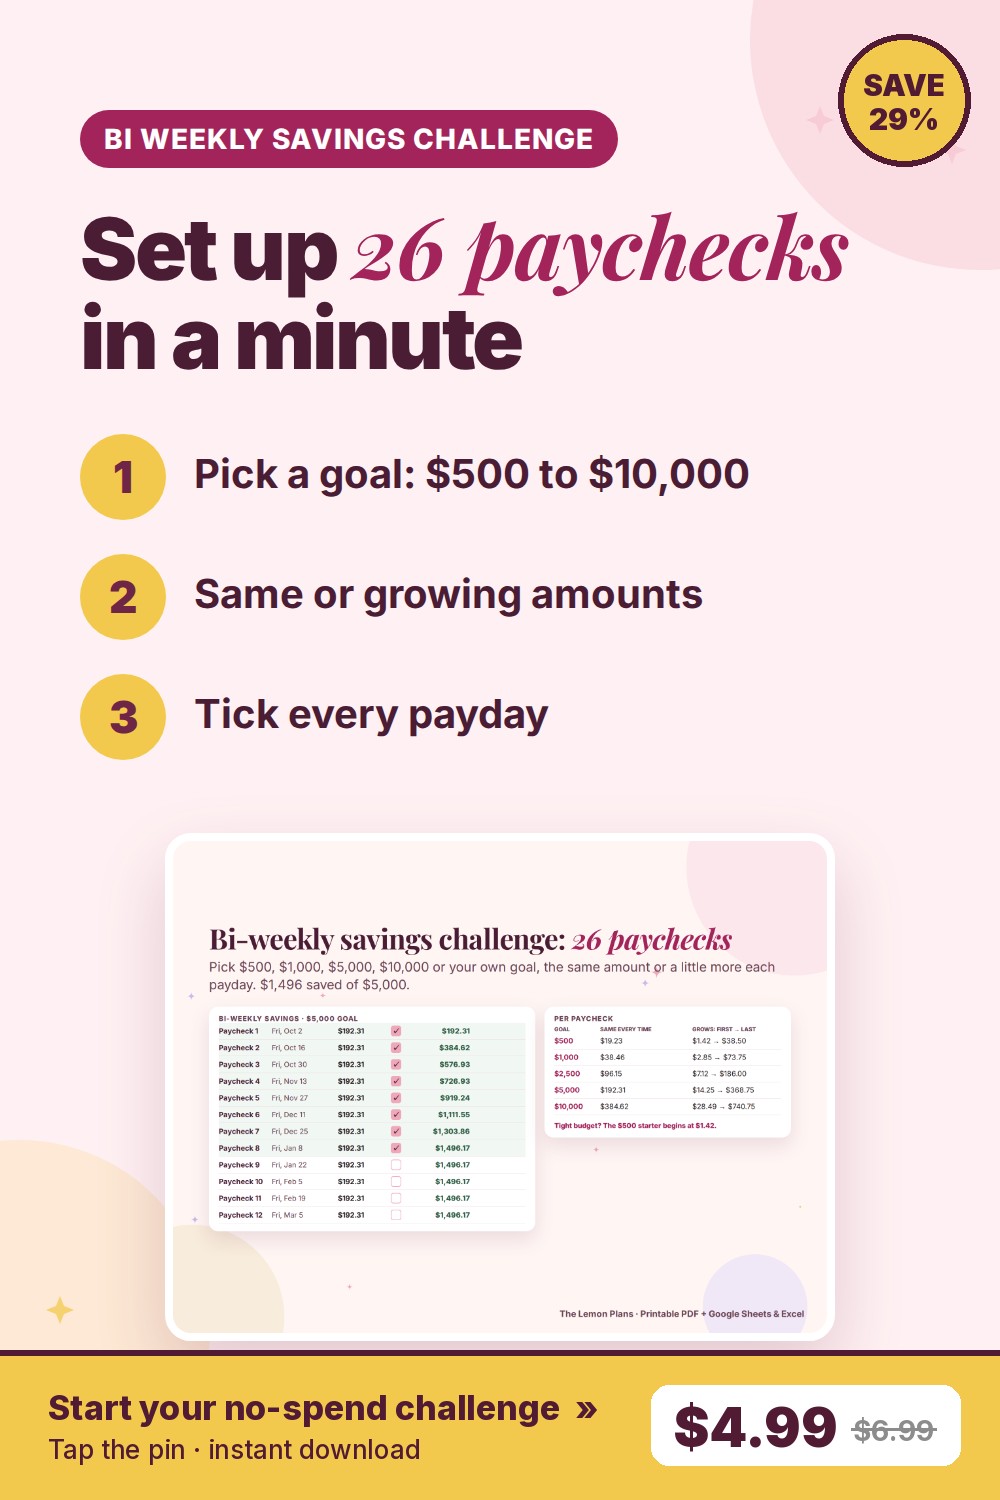 SAVE
29%
BI WEEKLY SAVINGS CHALLENGE
Set up 26 paychecks
in a minute
1 Pick a goal: $500 to $10,000
2 Same or growing amounts
3 Tick every payday
Bi-weekly savings challenge: 26 paychecks
Pick $500, $1,000, $5,000, $10,000 or your own goal, the same amount or a little more each
payday. $1,496 saved of $5,000.
BI-WEEKLY SAVINGS · $5,000 GOAL
Paycheck 1 Fri, Oct 2 $192.31 ✓ $192.31
Paycheck 2 Fri, Oct 16 $192.31 ✓ $384.62
Paycheck 3 Fri, Oct 30 $192.31 ✓ $576.93
Paycheck 4 Fri, Nov 13 $192.31 ✓ $726.93
Paycheck 5 Fri, Nov 27 $192.31 ✓ $919.24
Paycheck 6 Fri, Dec 11 $192.31 ✓ $1,111.55
Paycheck 7 Fri, Dec 25 $192.31 ✓ $1,303.86
Paycheck 8 Fri, Jan 8 $192.31 ✓ $1,496.17
Paycheck 9 Fri, Jan 22 $192.31 $1,496.17
Paycheck 10 Fri, Feb 5 $192.31 $1,496.17
Paycheck 11 Fri, Feb 19 $192.31 $1,496.17
Paycheck 12 Fri, Mar 5 $192.31 $1,496.17
PER PAYCHECK
GOAL SAME EVERY TIME GROWS: FIRST → LAST
$500 $19.23 $1.42 → $38.50
$1,000 $38.46 $2.85 → $73.75
$2,500 $96.15 $7.12 → $186.00
$5,000 $192.31 $14.25 → $368.75
$10,000 $384.62 $28.49 → $740.75
Tight budget? The $500 starter begins at $1.42.
The Lemon Plans · Printable PDF + Google Sheets & Excel
Start your no-spend challenge »
Tap the pin · instant download
$4.99 $6.99